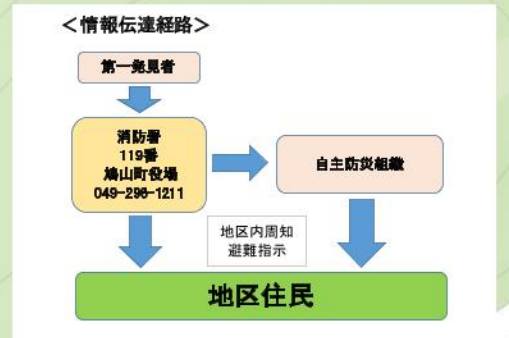 ＜情報伝達経路＞
第一発見者
消防署
119番
鳩山町役場
049-296-1211
自主防災組織
地区内周知
避難指示
地区住民